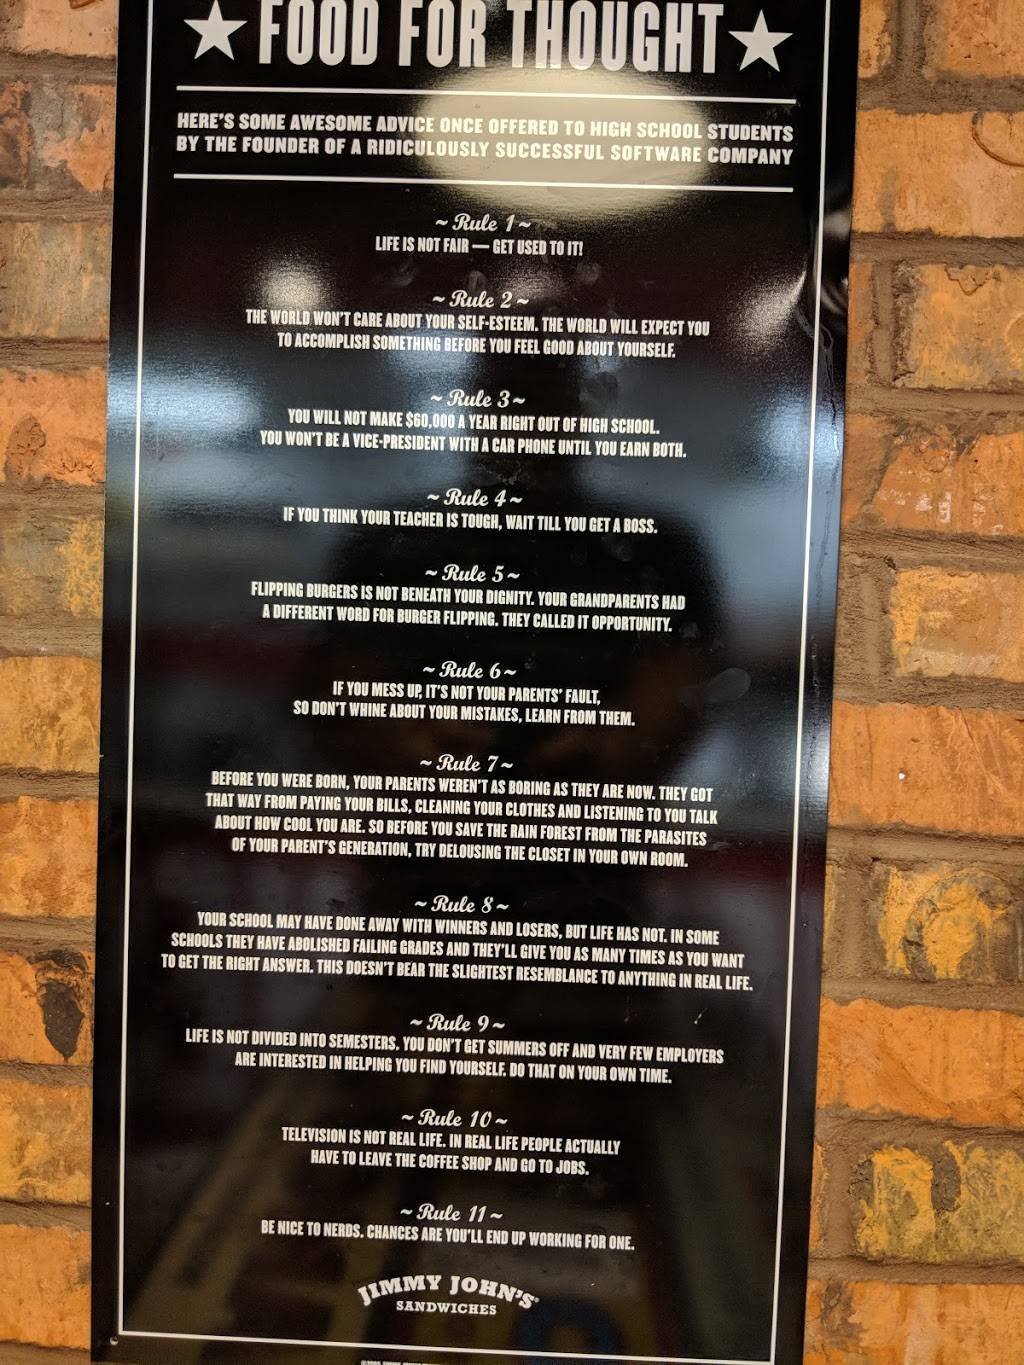 ★ FOOD FOR THOUGHT ★
HERE'S SOME AWESOME ADVICE ONCE OFFERED TO HIGH SCHOOL STUDENTS
BY THE FOUNDER OF A RIDICULOUSLY SUCCESSFUL SOFTWARE COMPANY
~ Rule 1 ~
LIFE IS NOT FAIR — GET USED TO IT!
~ Rule 2 ~
THE WORLD WON'T CARE ABOUT YOUR SELF-ESTEEM. THE WORLD WILL EXPECT YOU
TO ACCOMPLISH SOMETHING BEFORE YOU FEEL GOOD ABOUT YOURSELF.
~ Rule 3 ~
YOU WILL NOT MAKE $60,000 A YEAR RIGHT OUT OF HIGH SCHOOL.
YOU WON'T BE A VICE-PRESIDENT WITH A CAR PHONE UNTIL YOU EARN BOTH.
~ Rule 4 ~
IF YOU THINK YOUR TEACHER IS TOUGH, WAIT TILL YOU GET A BOSS.
~ Rule 5 ~
FLIPPING BURGERS IS NOT BENEATH YOUR DIGNITY. YOUR GRANDPARENTS HAD
A DIFFERENT WORD FOR BURGER FLIPPING. THEY CALLED IT OPPORTUNITY.
~ Rule 6 ~
IF YOU MESS UP, IT'S NOT YOUR PARENTS' FAULT,
SO DON'T WHINE ABOUT YOUR MISTAKES, LEARN FROM THEM.
~ Rule 7 ~
BEFORE YOU WERE BORN, YOUR PARENTS WEREN'T AS BORING AS THEY ARE NOW. THEY GOT
THAT WAY FROM PAYING YOUR BILLS, CLEANING YOUR CLOTHES AND LISTENING TO YOU TALK
ABOUT HOW COOL YOU ARE. SO BEFORE YOU SAVE THE RAIN FOREST FROM THE PARASITES
OF YOUR PARENT'S GENERATION, TRY DELOUSING THE CLOSET IN YOUR OWN ROOM.
~ Rule 8 ~
YOUR SCHOOL MAY HAVE DONE AWAY WITH WINNERS AND LOSERS, BUT LIFE HAS NOT. IN SOME
SCHOOLS THEY HAVE ABOLISHED FAILING GRADES AND THEY'LL GIVE YOU AS MANY TIMES AS YOU WANT
TO GET THE RIGHT ANSWER. THIS DOESN'T BEAR THE SLIGHTEST RESEMBLANCE TO ANYTHING IN REAL LIFE.
~ Rule 9 ~
LIFE IS NOT DIVIDED INTO SEMESTERS. YOU DON'T GET SUMMERS OFF AND VERY FEW EMPLOYERS
ARE INTERESTED IN HELPING YOU FIND YOURSELF. DO THAT ON YOUR OWN TIME.
~ Rule 10 ~
TELEVISION IS NOT REAL LIFE. IN REAL LIFE PEOPLE ACTUALLY
HAVE TO LEAVE THE COFFEE SHOP AND GO TO JOBS.
~ Rule 11 ~
BE NICE TO NERDS. CHANCES ARE YOU'LL END UP WORKING FOR ONE.
JIMMY JOHN'S®
SANDWICHES